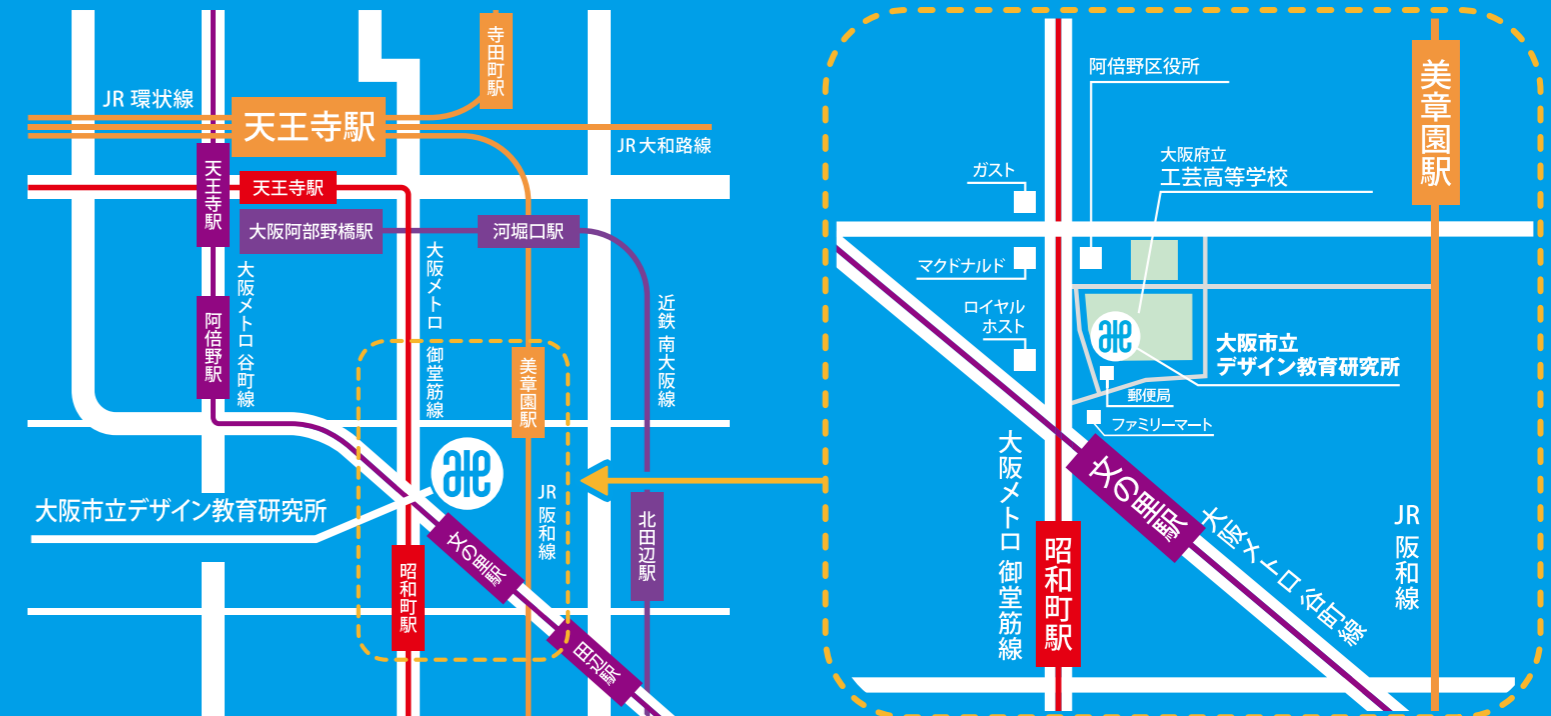 寺田町駅
JR 環状線
天王寺駅
JR 大和路線
天王寺駅
天王寺駅
大阪阿部野橋駅
河堀口駅
大阪メトロ 谷町線
大阪メトロ 御堂筋線
近鉄 南大阪線
阿倍野駅
美章園駅
大阪市立デザイン教育研究所
JR 阪和線
北田辺駅
文の里駅
昭和町駅
田辺駅
阿倍野区役所
美章園駅
大阪府立
工芸高等学校
ガスト
マクドナルド
ロイヤル
ホスト
大阪市立
デザイン教育研究所
郵便局
ファミリーマート
大阪メトロ 御堂筋線
文の里駅
大阪メトロ 谷町線
昭和町駅
JR 阪和線